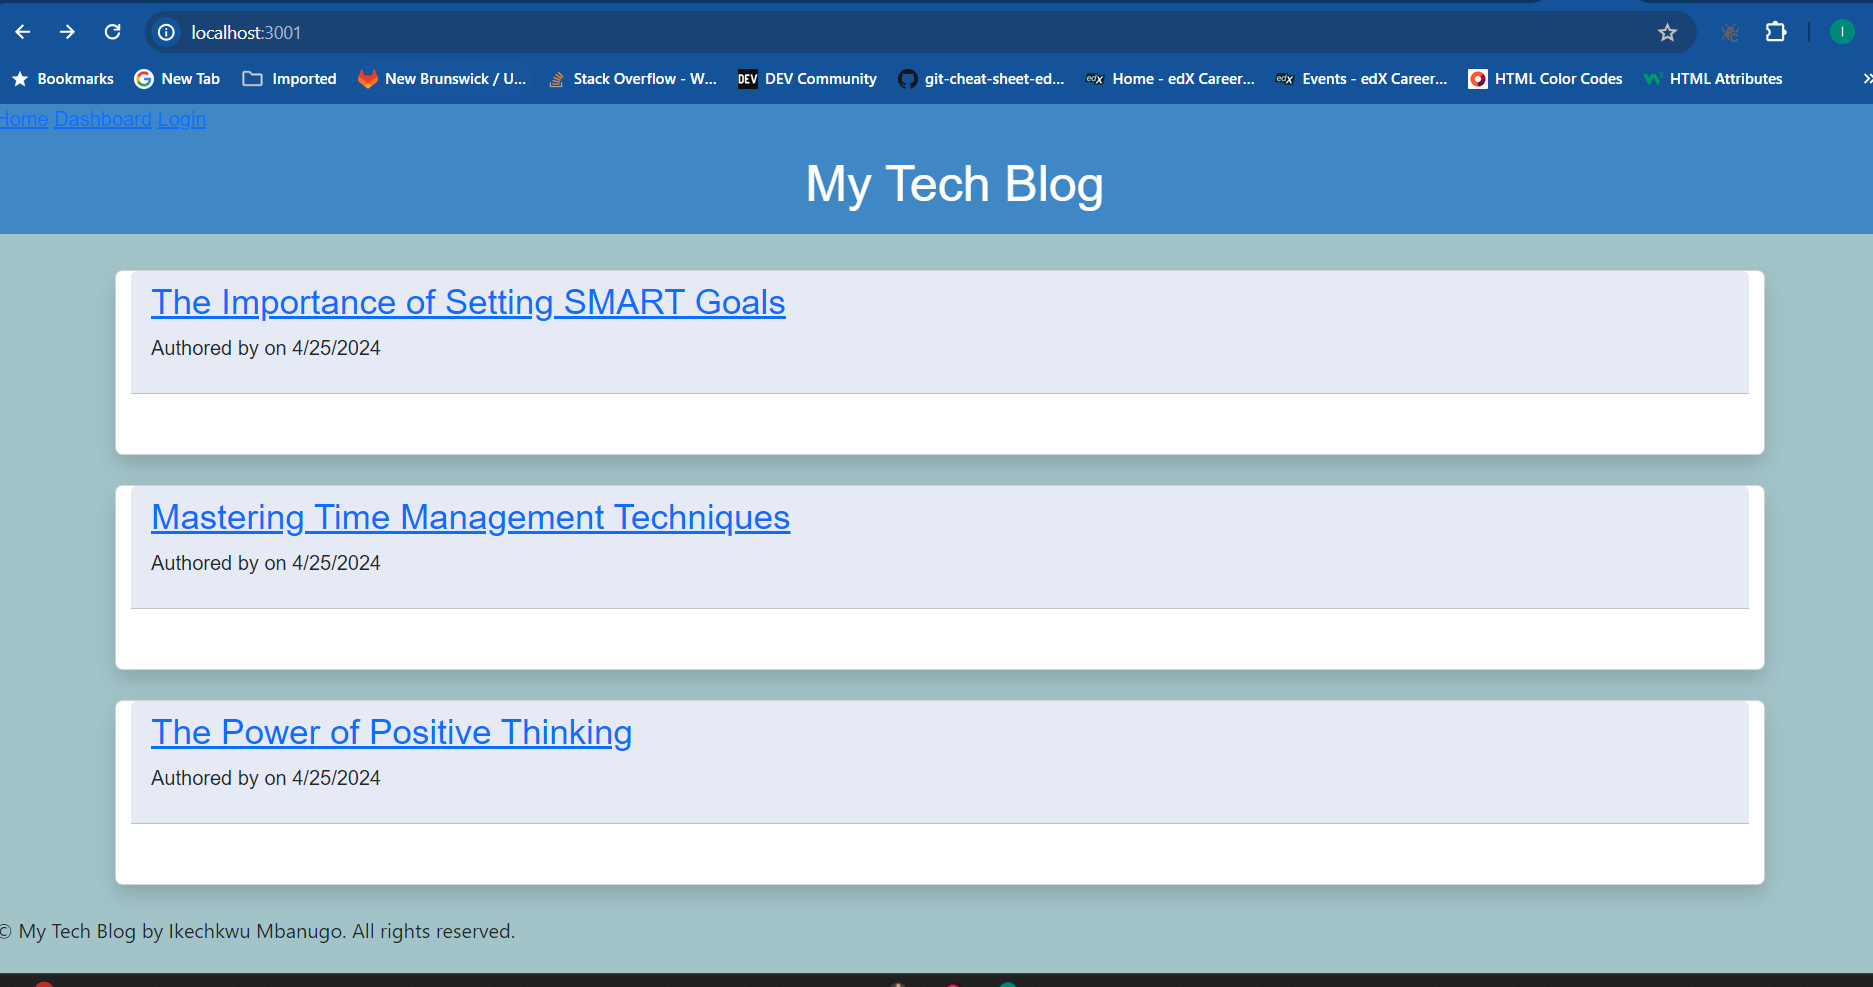 localhost:3001
Bookmarks New Tab Imported New Brunswick / U... Stack Overflow - W... DEV DEV Community git-cheat-sheet-ed... edX Home - edX Career... edX Events - edX Career... HTML Color Codes HTML Attributes »
Home Dashboard Login
My Tech Blog
The Importance of Setting SMART Goals
Authored by on 4/25/2024
Mastering Time Management Techniques
Authored by on 4/25/2024
The Power of Positive Thinking
Authored by on 4/25/2024
© My Tech Blog by Ikechkwu Mbanugo. All rights reserved.